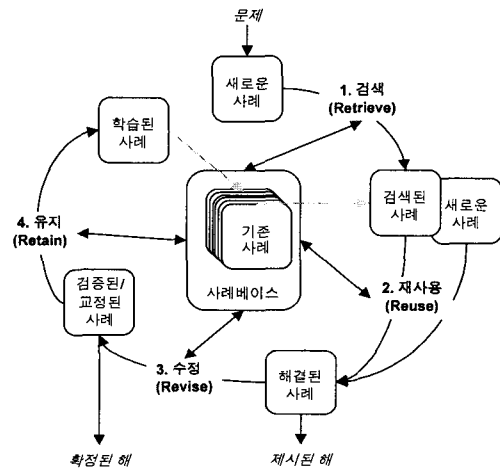 문제
새로운
사례
1. 검색
(Retrieve)
학습된
사례
검색된
사례
새로운
사례
4. 유지
(Retain)
기존
사례
사례베이스
2. 재사용
(Reuse)
검증된/
교정된
사례
3. 수정
(Revise)
해결된
사례
확정된 해
제시된 해